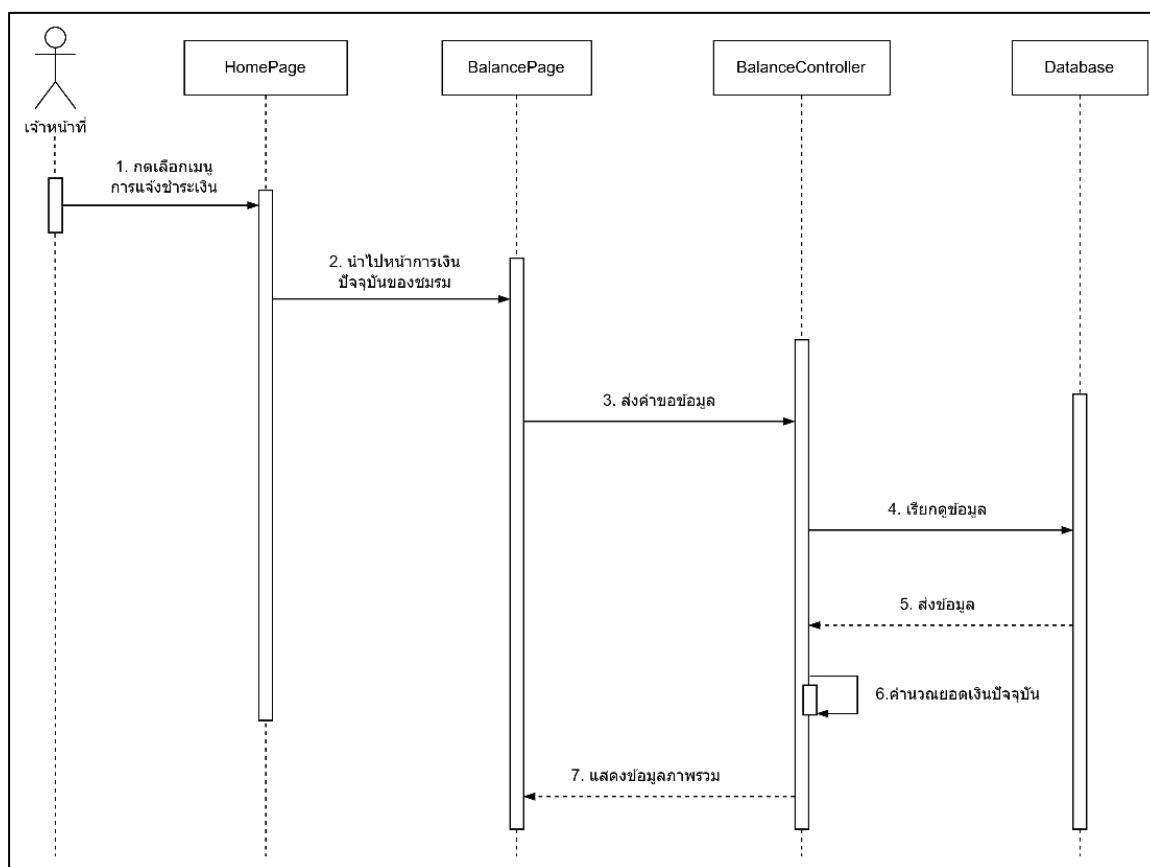 HomePage
BalancePage
BalanceController
Database
เจ้าหน้าที่
1. กดเลือกเมนู
การแจ้งชำระเงิน
2. นำไปหน้าการเงิน
ปัจจุบันของชมรม
3. ส่งคำขอข้อมูล
4. เรียกดูข้อมูล
5. ส่งข้อมูล
6.คำนวณยอดเงินปัจจุบัน
7. แสดงข้อมูลภาพรวม